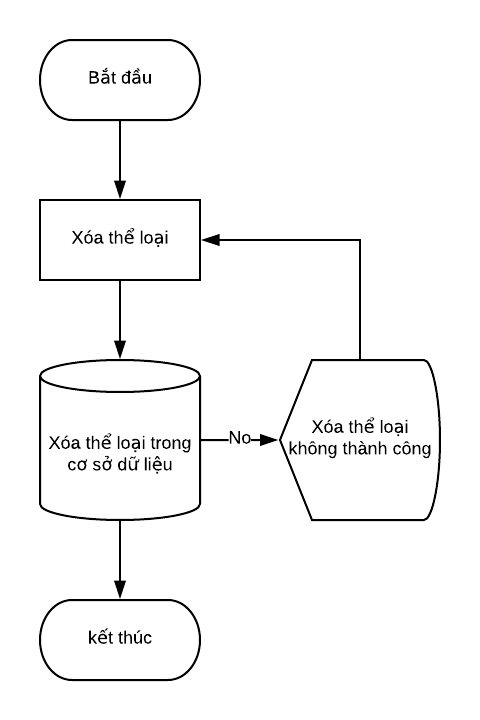 Bắt đầu
Xóa thể loại
Xóa thể loại trong
cơ sở dữ liệu
No
Xóa thể loại
không thành công
kết thúc